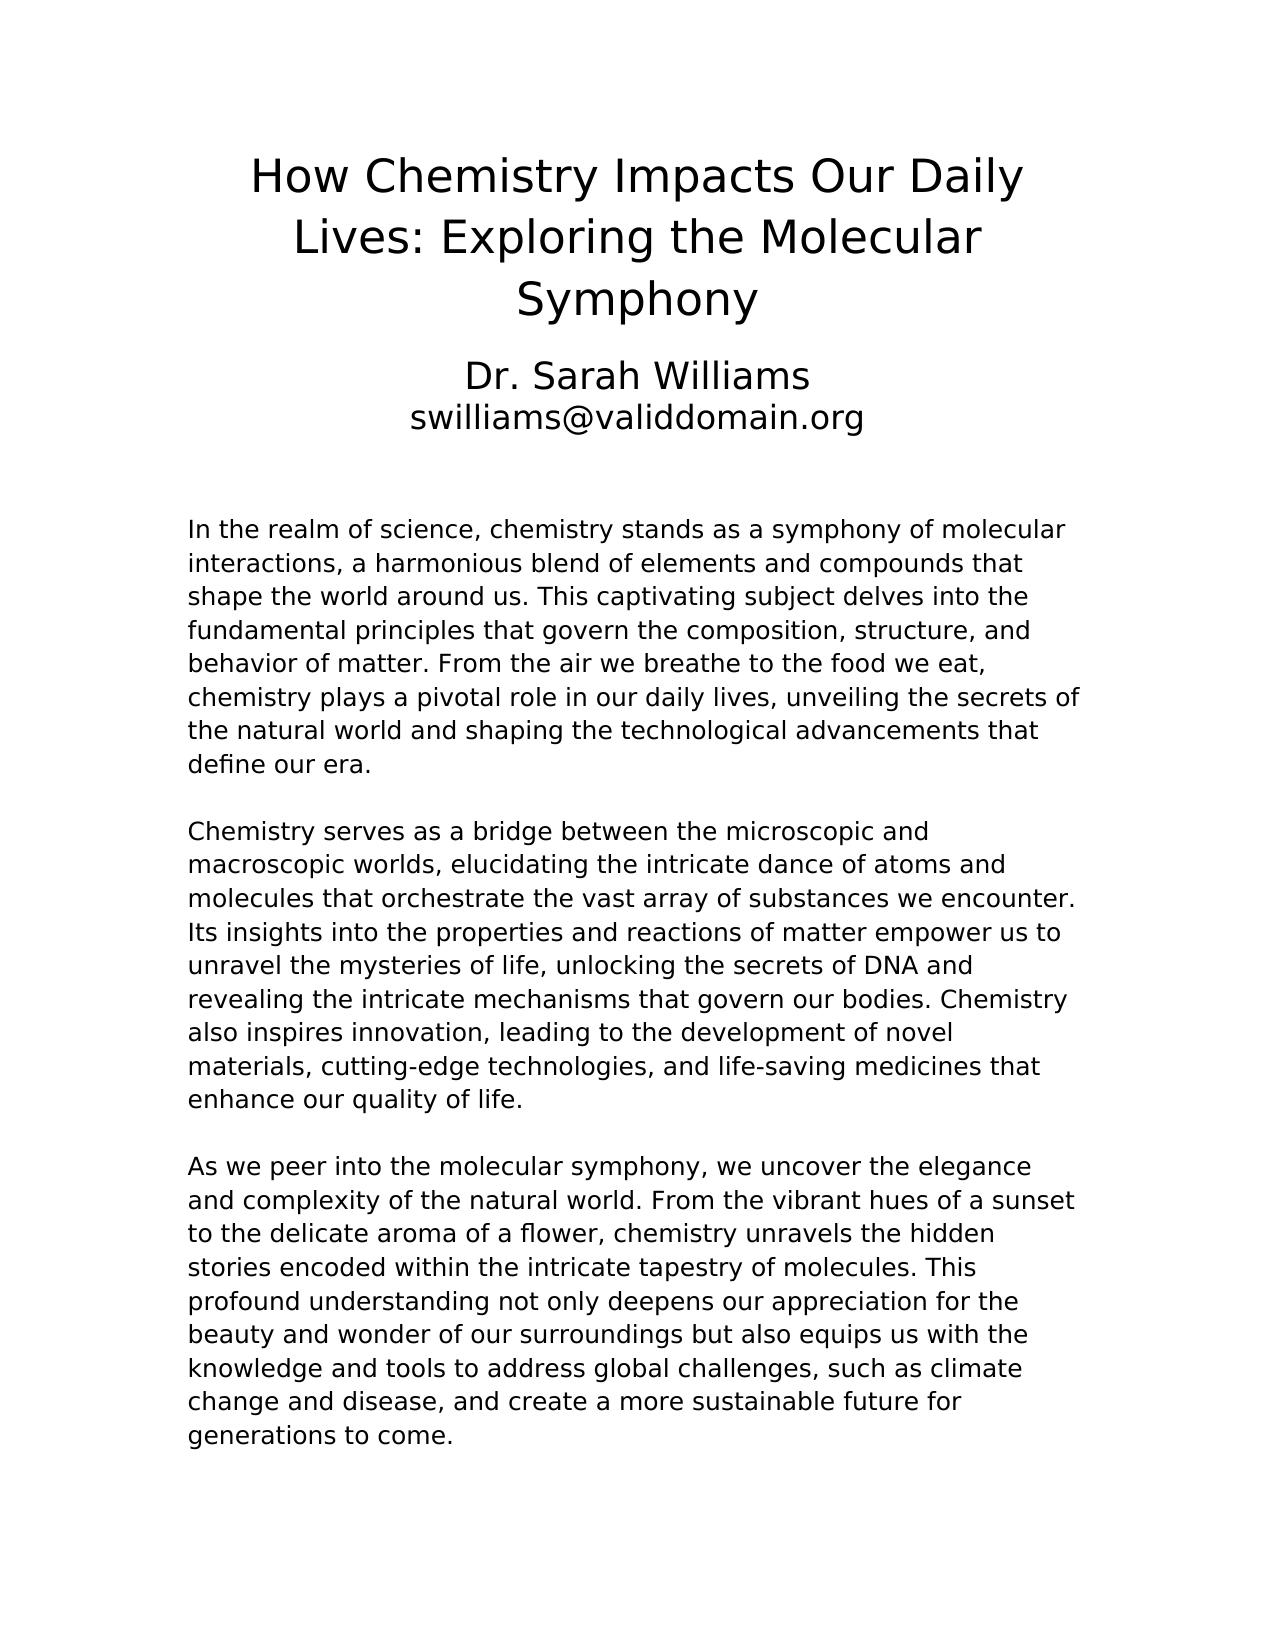 How Chemistry Impacts Our Daily
Lives: Exploring the Molecular
Symphony
Dr. Sarah Williams
swilliams@validdomain.org
In the realm of science, chemistry stands as a symphony of molecular
interactions, a harmonious blend of elements and compounds that
shape the world around us. This captivating subject delves into the
fundamental principles that govern the composition, structure, and
behavior of matter. From the air we breathe to the food we eat,
chemistry plays a pivotal role in our daily lives, unveiling the secrets of
the natural world and shaping the technological advancements that
define our era.
Chemistry serves as a bridge between the microscopic and
macroscopic worlds, elucidating the intricate dance of atoms and
molecules that orchestrate the vast array of substances we encounter.
Its insights into the properties and reactions of matter empower us to
unravel the mysteries of life, unlocking the secrets of DNA and
revealing the intricate mechanisms that govern our bodies. Chemistry
also inspires innovation, leading to the development of novel
materials, cutting-edge technologies, and life-saving medicines that
enhance our quality of life.
As we peer into the molecular symphony, we uncover the elegance
and complexity of the natural world. From the vibrant hues of a sunset
to the delicate aroma of a flower, chemistry unravels the hidden
stories encoded within the intricate tapestry of molecules. This
profound understanding not only deepens our appreciation for the
beauty and wonder of our surroundings but also equips us with the
knowledge and tools to address global challenges, such as climate
change and disease, and create a more sustainable future for
generations to come.